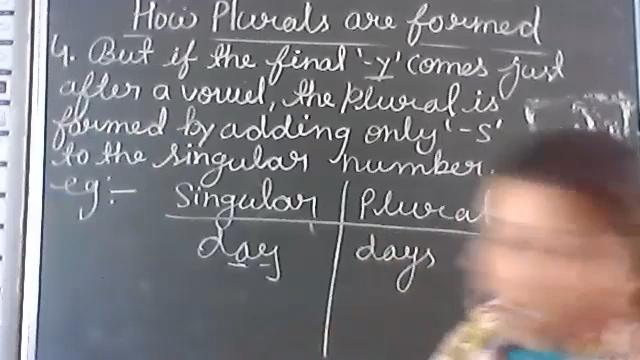 How Plurals are formed
4. But if the final '-y' comes just
after a vowel, the plural is
formed by adding only '-s'
to the singular number.
eg:- Singular Plural
day days